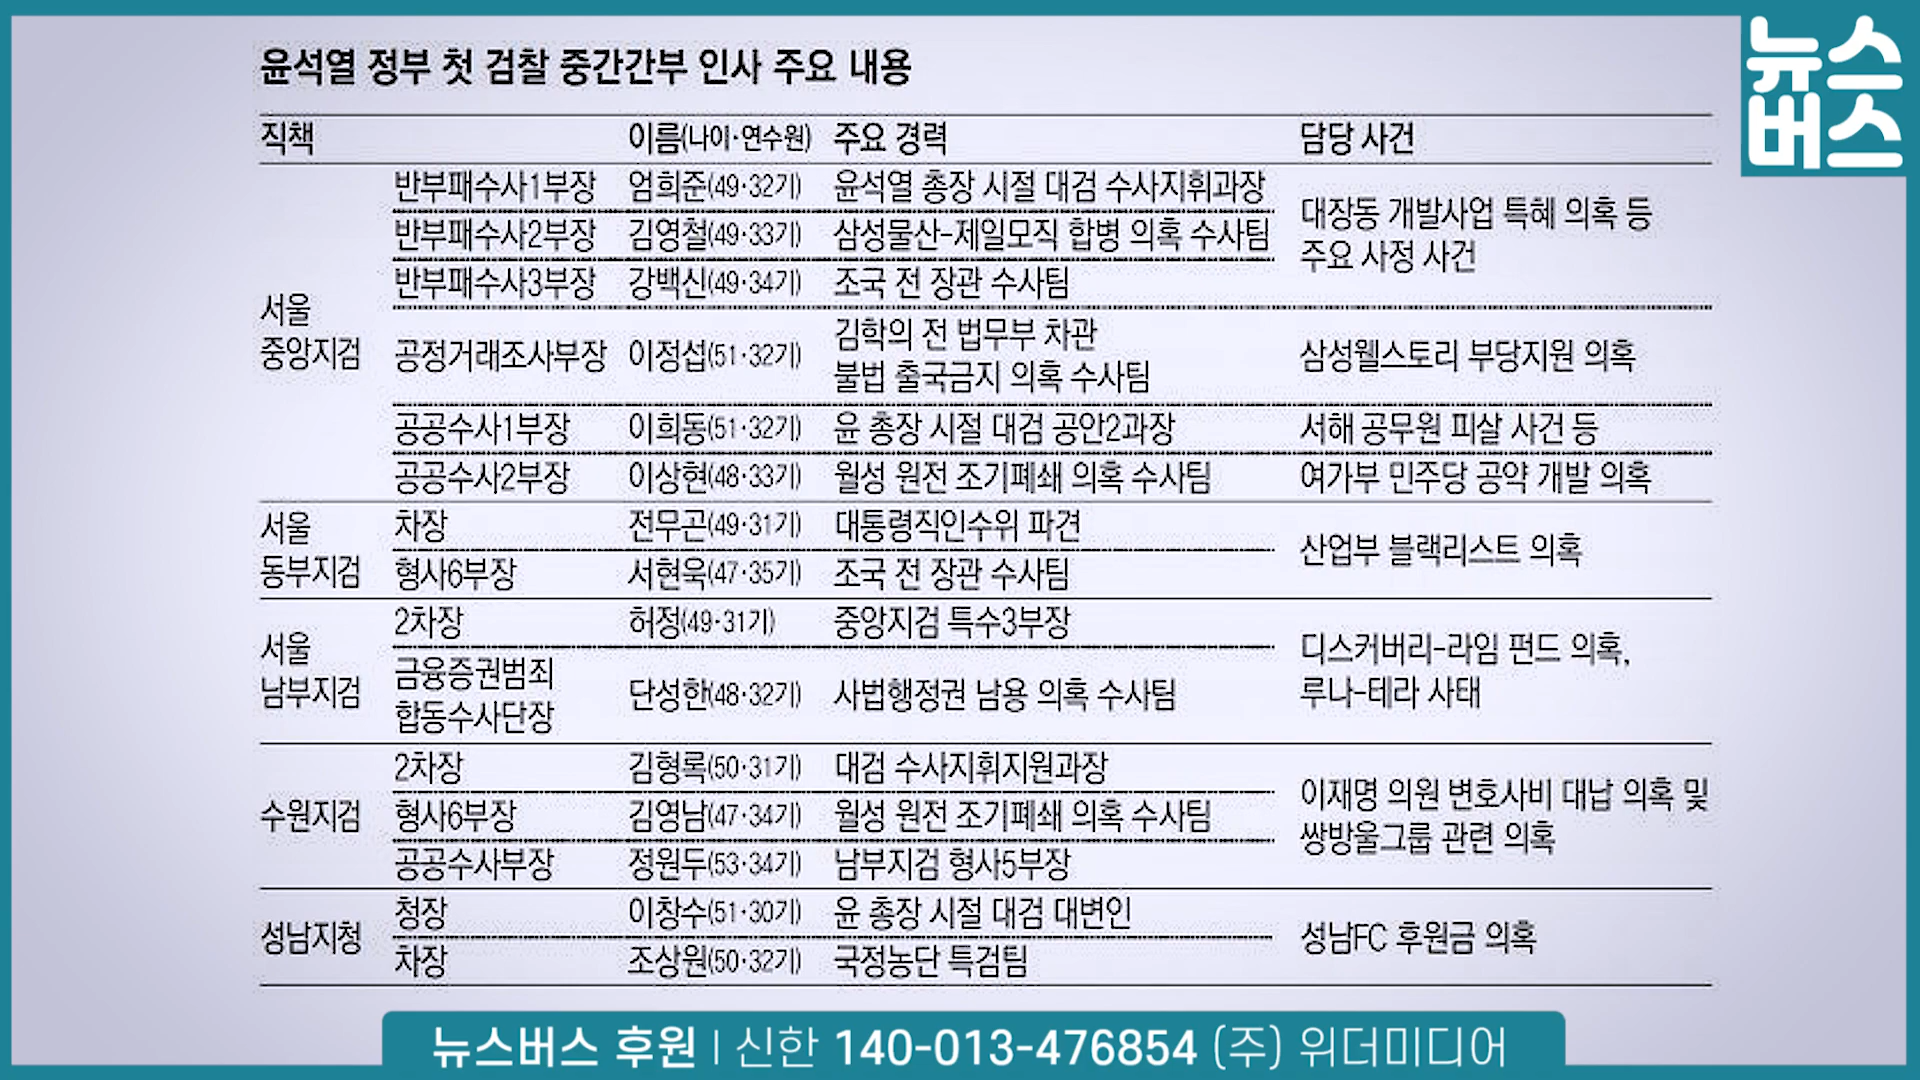 윤석열 정부 첫 검찰 중간간부 인사 주요 내용
뉴스
버스
직책 이름(나이·연수원) 주요 경력 담당 사건
서울
중앙지검
반부패수사1부장 엄희준(49·32기) 윤석열 총장 시절 대검 수사지휘과장
반부패수사2부장 김영철(49·33기) 삼성물산-제일모직 합병 의혹 수사팀
반부패수사3부장 강백신(49·34기) 조국 전 장관 수사팀
대장동 개발사업 특혜 의혹 등
주요 사정 사건
공정거래조사부장 이정섭(51·32기) 김학의 전 법무부 차관
불법 출국금지 의혹 수사팀
삼성웰스토리 부당지원 의혹
공공수사1부장 이희동(51·32기) 윤 총장 시절 대검 공안2과장 서해 공무원 피살 사건 등
공공수사2부장 이상현(48·33기) 월성 원전 조기폐쇄 의혹 수사팀 여가부 민주당 공약 개발 의혹
서울
동부지검
차장 전무곤(49·31기) 대통령직인수위 파견
형사6부장 서현욱(47·35기) 조국 전 장관 수사팀
산업부 블랙리스트 의혹
서울
남부지검
2차장 허정(49·31기) 중앙지검 특수3부장
금융증권범죄
합동수사단장
단성한(48·32기) 사법행정권 남용 의혹 수사팀
디스커버리-라임 펀드 의혹,
루나-테라 사태
수원지검
2차장 김형록(50·31기) 대검 수사지휘지원과장
형사6부장 김영남(47·34기) 월성 원전 조기폐쇄 의혹 수사팀
공공수사부장 정원두(53·34기) 남부지검 형사5부장
이재명 의원 변호사비 대납 의혹 및
쌍방울그룹 관련 의혹
성남지청
청장 이창수(51·30기) 윤 총장 시절 대검 대변인
차장 조상원(50·32기) 국정농단 특검팀
성남FC 후원금 의혹
뉴스버스 후원 | 신한 140-013-476854 (주) 위더미디어